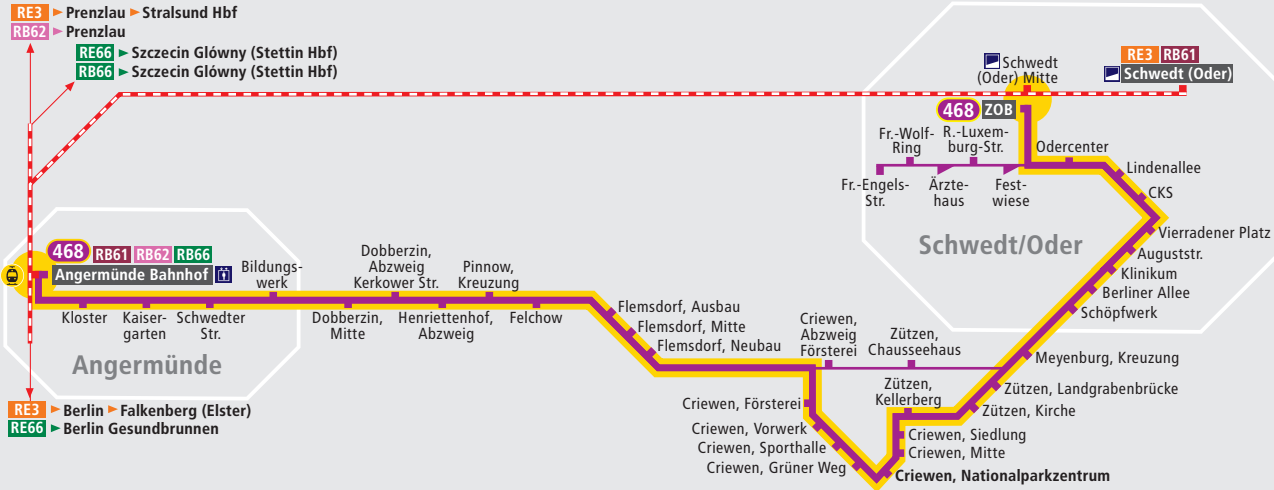 RE3 ► Prenzlau ► Stralsund Hbf
RB62 ► Prenzlau
RE66 ► Szczecin Glówny (Stettin Hbf)
RB66 ► Szczecin Glówny (Stettin Hbf)
Schwedt
(Oder) Mitte
RE3 RB61
Schwedt (Oder)
468 ZOB
Fr.-Wolf-
Ring
R.-Luxem-
burg-Str.
Odercenter
Fr.-Engels-
Str.
Ärzte-
haus
Fest-
wiese
Lindenallee
CKS
Vierradener Platz
Auguststr.
Klinikum
Berliner Allee
Schöpfwerk
Schwedt/Oder
468 RB61 RB62 RB66
Angermünde Bahnhof
Bildungs-
werk
Dobberzin,
Abzweig
Kerkower Str.
Pinnow,
Kreuzung
Kloster
Kaiser-
garten
Schwedter
Str.
Dobberzin,
Mitte
Henriettenhof,
Abzweig
Felchow
Angermünde
Flemsdorf, Ausbau
Flemsdorf, Mitte
Flemsdorf, Neubau
Criewen,
Abzweig
Försterei
Zützen,
Chausseehaus
Meyenburg, Kreuzung
Zützen, Landgrabenbrücke
Zützen, Kirche
Zützen,
Kellerberg
Criewen, Försterei
Criewen, Vorwerk
Criewen, Sporthalle
Criewen, Grüner Weg
Criewen, Siedlung
Criewen, Mitte
Criewen, Nationalparkzentrum
RE3 ► Berlin ► Falkenberg (Elster)
RE66 ► Berlin Gesundbrunnen